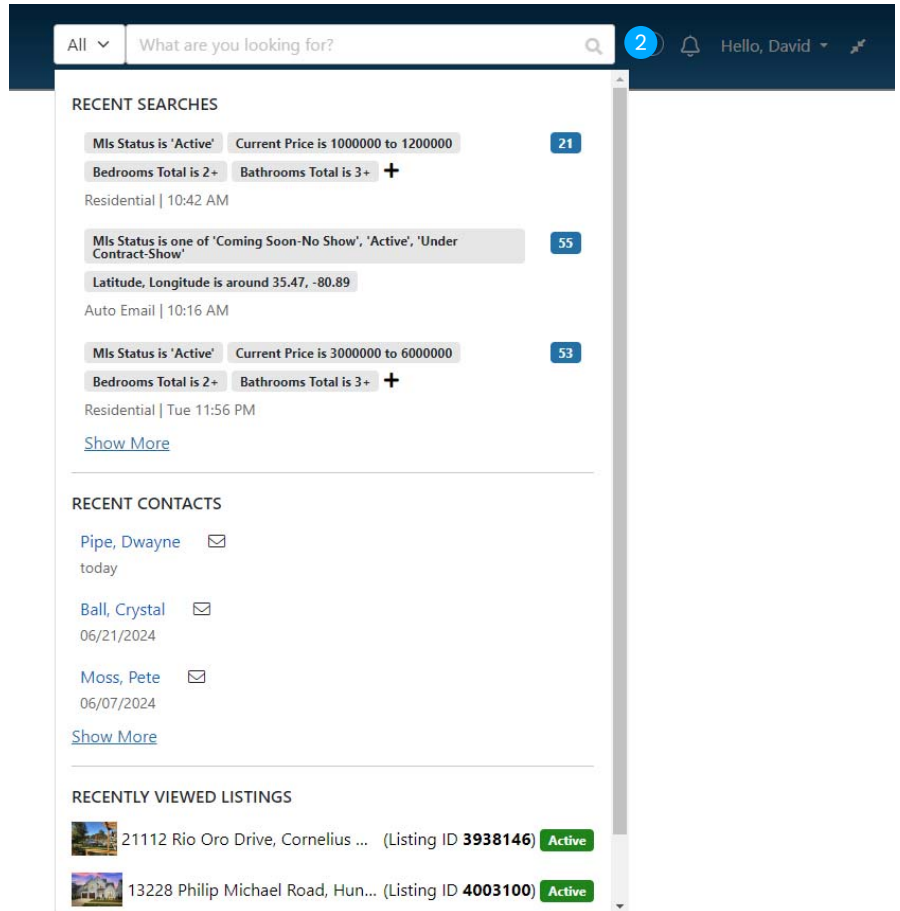 All What are you looking for? 2 Hello, David
RECENT SEARCHES
Mls Status is 'Active' Current Price is 1000000 to 1200000 21
Bedrooms Total is 2+ Bathrooms Total is 3+
Residential | 10:42 AM
Mls Status is one of 'Coming Soon-No Show', 'Active', 'Under 55
Contract-Show'
Latitude, Longitude is around 35.47, -80.89
Auto Email | 10:16 AM
Mls Status is 'Active' Current Price is 3000000 to 6000000 53
Bedrooms Total is 2+ Bathrooms Total is 3+
Residential | Tue 11:56 PM
Show More
RECENT CONTACTS
Pipe, Dwayne
today
Ball, Crystal
06/21/2024
Moss, Pete
06/07/2024
Show More
RECENTLY VIEWED LISTINGS
21112 Rio Oro Drive, Cornelius ... (Listing ID 3938146) Active
13228 Philip Michael Road, Hun... (Listing ID 4003100) Active